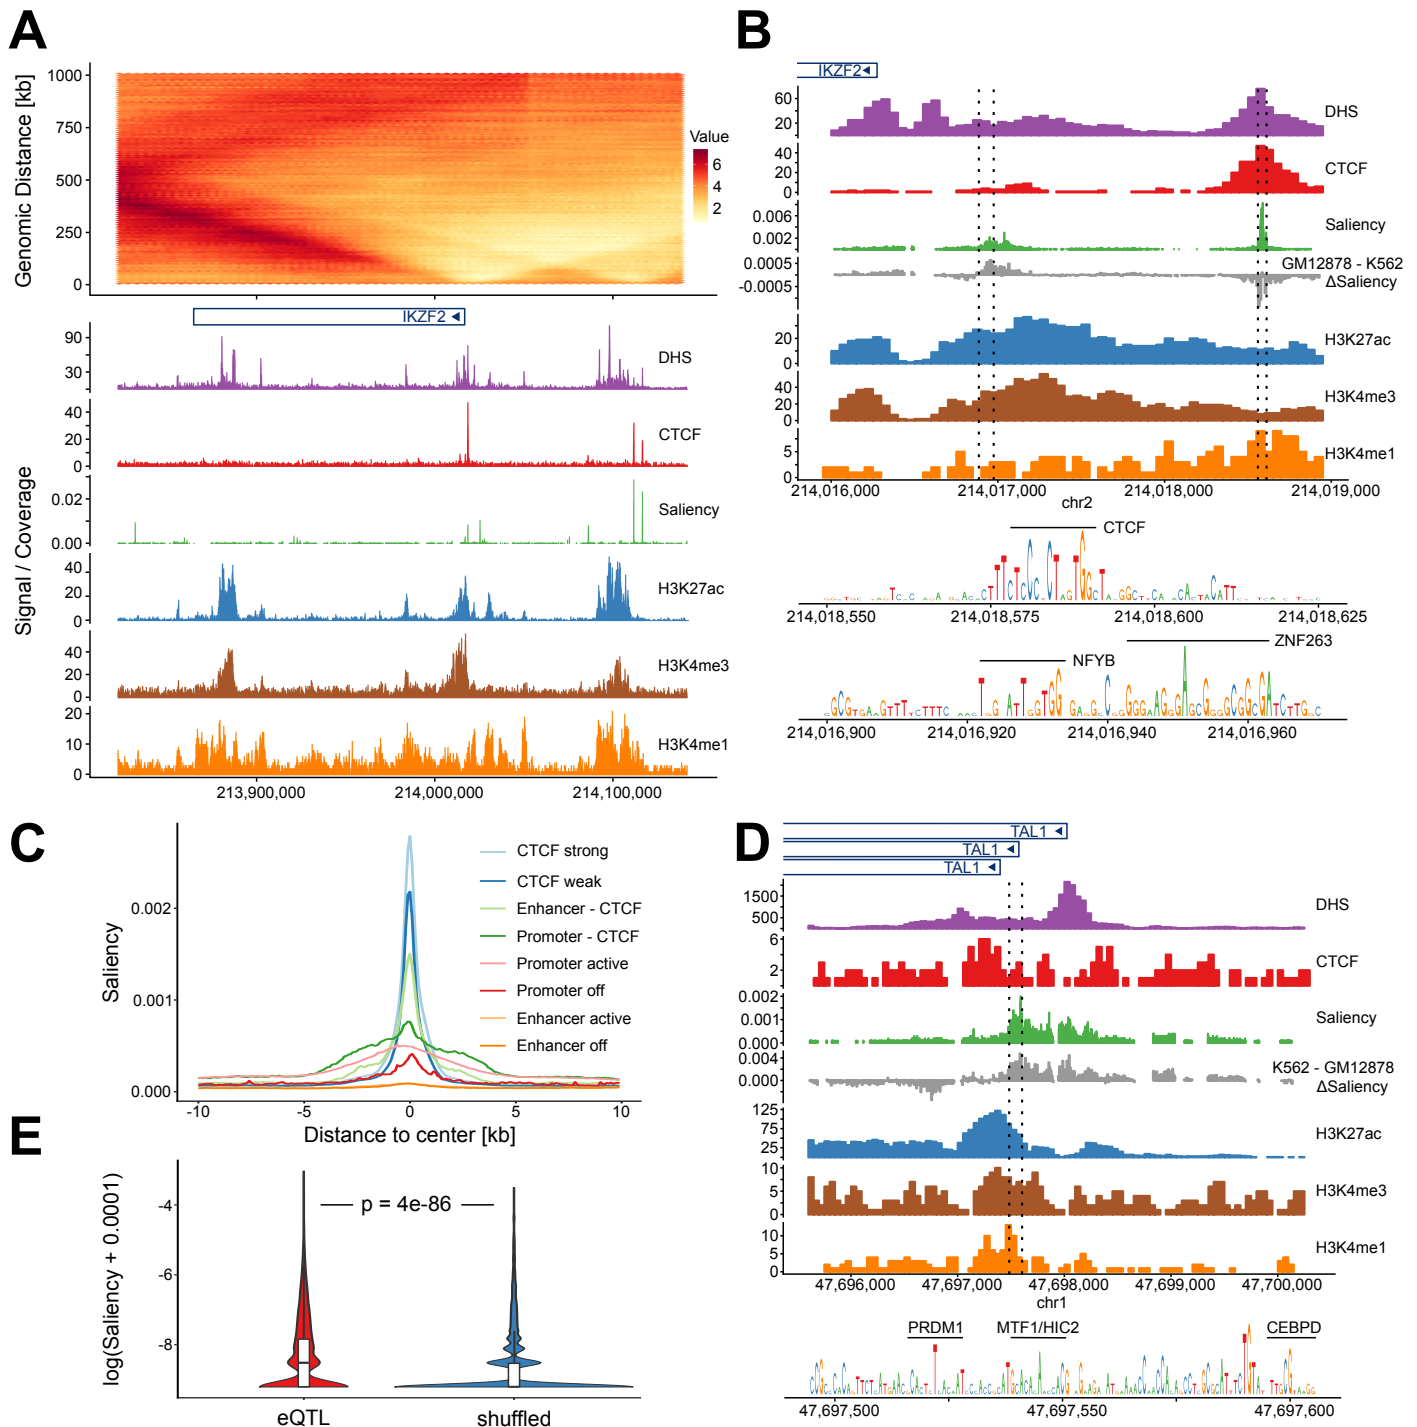 A
Genomic Distance [kb]
1000
750
500
250
0
Value
6
4
2
IKZF2
Signal / Coverage
90
30
DHS
40
20
0
CTCF
0.02
0.00
Saliency
40
20
0
H3K27ac
40
20
0
H3K4me3
20
10
0
H3K4me1
213,900,000
214,000,000
214,100,000
B
IKZF2
60
20
DHS
40
20
0
CTCF
0.006
0.002
Saliency
0.0005
-0.0005
GM12878 - K562
ΔSaliency
20
0
H3K27ac
40
20
0
H3K4me3
5
0
H3K4me1
214,016,000
214,017,000
214,018,000
214,019,000
chr2
CTCF
214,018,550
214,018,575
214,018,600
214,018,625
ZNF263
NFYB
214,016,900
214,016,920
214,016,940
214,016,960
C
Saliency
0.002
0.001
0.000
CTCF strong
CTCF weak
Enhancer - CTCF
Promoter - CTCF
Promoter active
Promoter off
Enhancer active
Enhancer off
-10
-5
0
5
10
Distance to center [kb]
D
TAL1
TAL1
TAL1
1500
500
DHS
6
2
CTCF
0.002
0.001
0.000
Saliency
0.004
0.000
K562 - GM12878
ΔSaliency
125
75
25
H3K27ac
10
5
0
H3K4me3
10
5
0
H3K4me1
47,696,000
47,697,000
47,698,000
47,699,000
47,700,000
chr1
PRDM1
MTF1/HIC2
CEBPD
47,697,500
47,697,550
47,697,600
E
log(Saliency + 0.0001)
-4
-6
-8
p = 4e-86
eQTL
shuffled